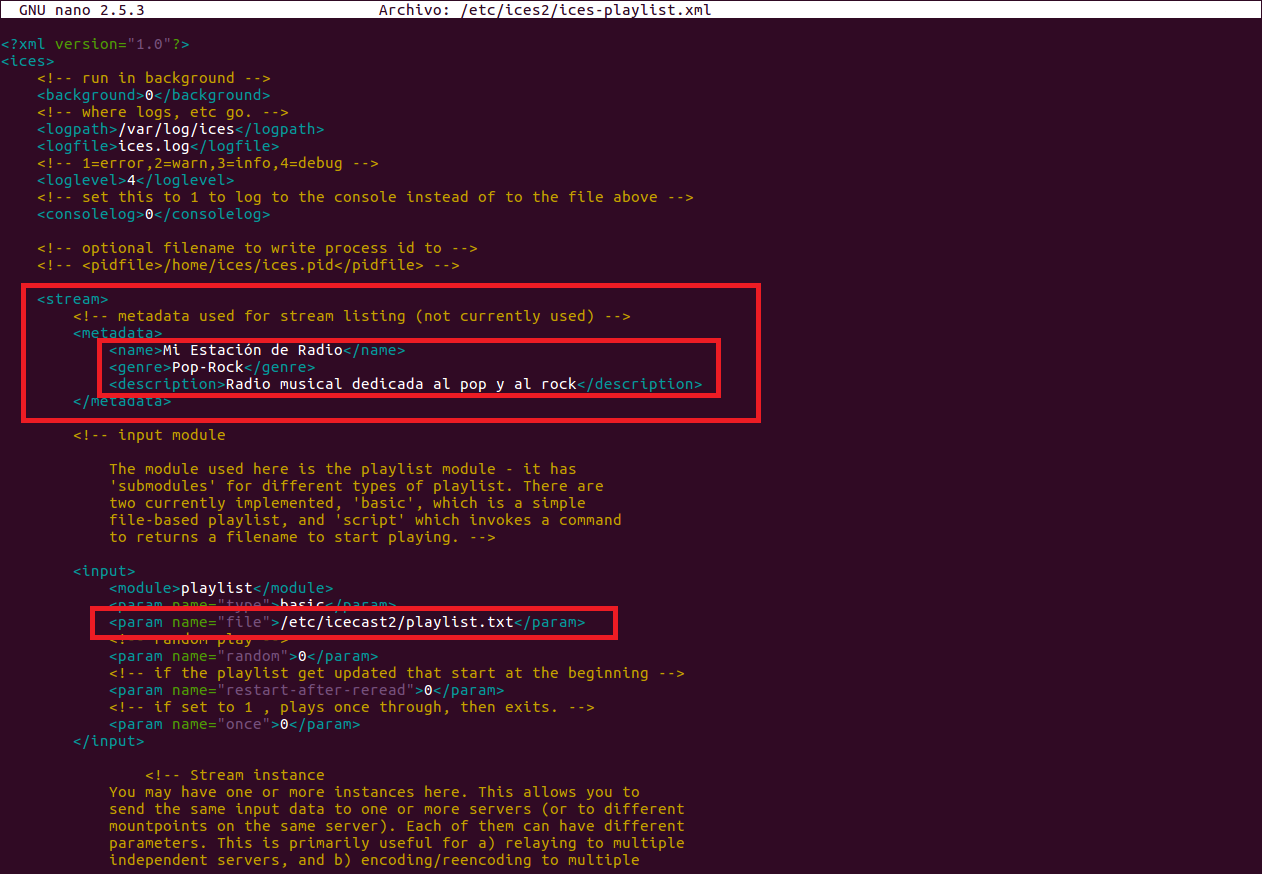 GNU nano 2.5.3 Archivo: /etc/ices2/ices-playlist.xml
<?xml version="1.0"?>
<ices>
<!-- run in background -->
<background>0</background>
<!-- where logs, etc go. -->
<logpath>/var/log/ices</logpath>
<logfile>ices.log</logfile>
<!-- 1=error,2=warn,3=info,4=debug -->
<loglevel>4</loglevel>
<!-- set this to 1 to log to the console instead of to the file above -->
<consolelog>0</consolelog>
<!-- optional filename to write process id to -->
<!-- <pidfile>/home/ices/ices.pid</pidfile> -->
<stream>
<!-- metadata used for stream listing (not currently used) -->
<metadata>
<name>Mi Estación de Radio</name>
<genre>Pop-Rock</genre>
<description>Radio musical dedicada al pop y al rock</description>
</metadata>
<!-- input module
The module used here is the playlist module - it has
'submodules' for different types of playlist. There are
two currently implemented, 'basic', which is a simple
file-based playlist, and 'script' which invokes a command
to returns a filename to start playing. -->
<input>
<module>playlist</module>
<param name="type">basic</param>
<param name="file">/etc/icecast2/playlist.txt</param>
<!-- random play -->
<param name="random">0</param>
<!-- if the playlist get updated that start at the beginning -->
<param name="restart-after-reread">0</param>
<!-- if set to 1 , plays once through, then exits. -->
<param name="once">0</param>
</input>
<!-- Stream instance
You may have one or more instances here. This allows you to
send the same input data to one or more servers (or to different
mountpoints on the same server). Each of them can have different
parameters. This is primarily useful for a) relaying to multiple
independent servers, and b) encoding/reencoding to multiple